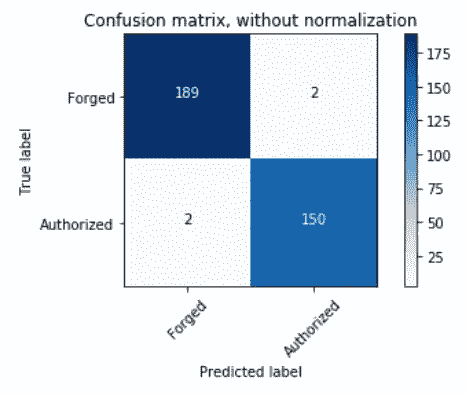 Confusion matrix, without normalization
Forged
189
2
Authorized
2
150
True label
Forged
Authorized
Predicted label
175
150
125
100
75
50
25